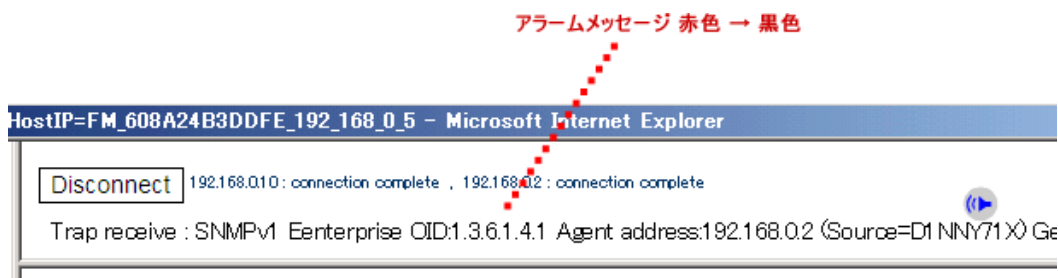 アラームメッセージ 赤色 → 黒色
HostIP=FM_608A24B3DDFE_192_168_0_5 - Microsoft Internet Explorer
Disconnect 192.168.0.10 : connection complete , 192.168.0.2 : connection complete
Trap receive : SNMPv1 Eenterprise OID:1.3.6.1.4.1 Agent address:192.168.0.2 (Source=D1NNY71X) Ge